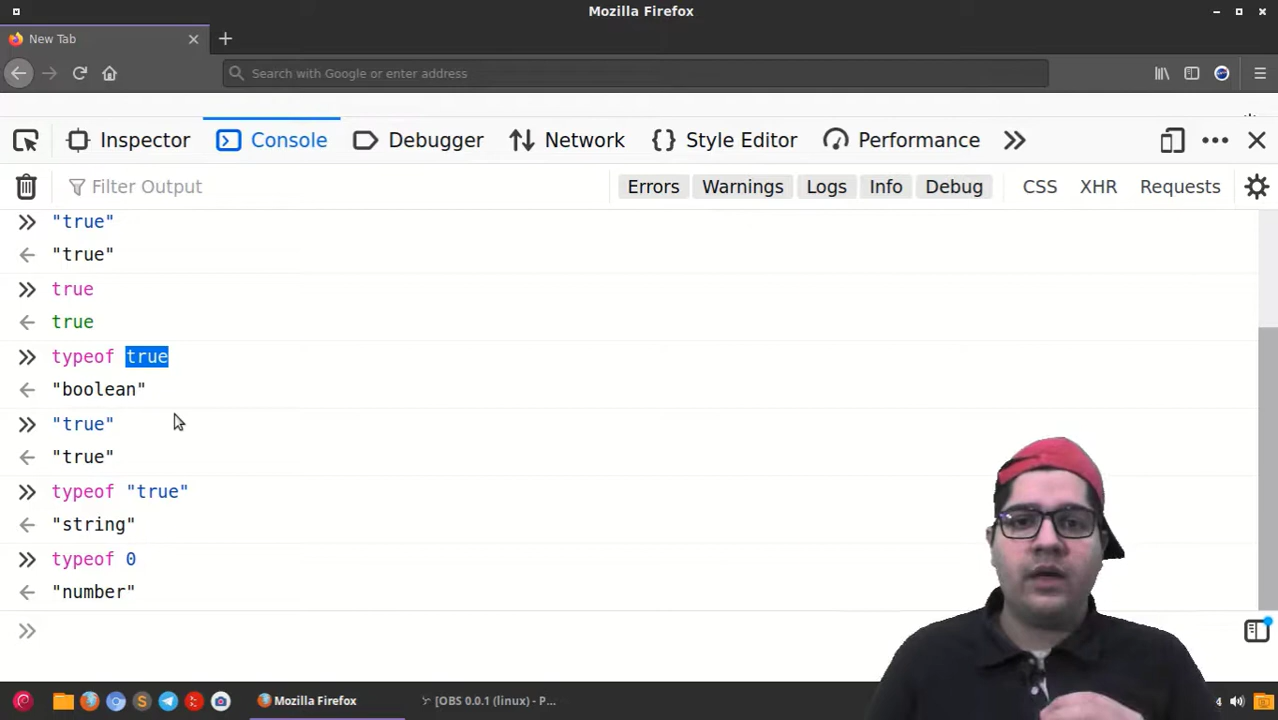 Mozilla Firefox
New Tab
Search with Google or enter address
Inspector Console Debugger Network Style Editor Performance
Filter Output Errors Warnings Logs Info Debug CSS XHR Requests
"true"
"true"
true
true
typeof true
"boolean"
"true"
"true"
typeof "true"
"string"
typeof 0
"number"
Mozilla Firefox [OBS 0.0.1 (linux) - P... 4